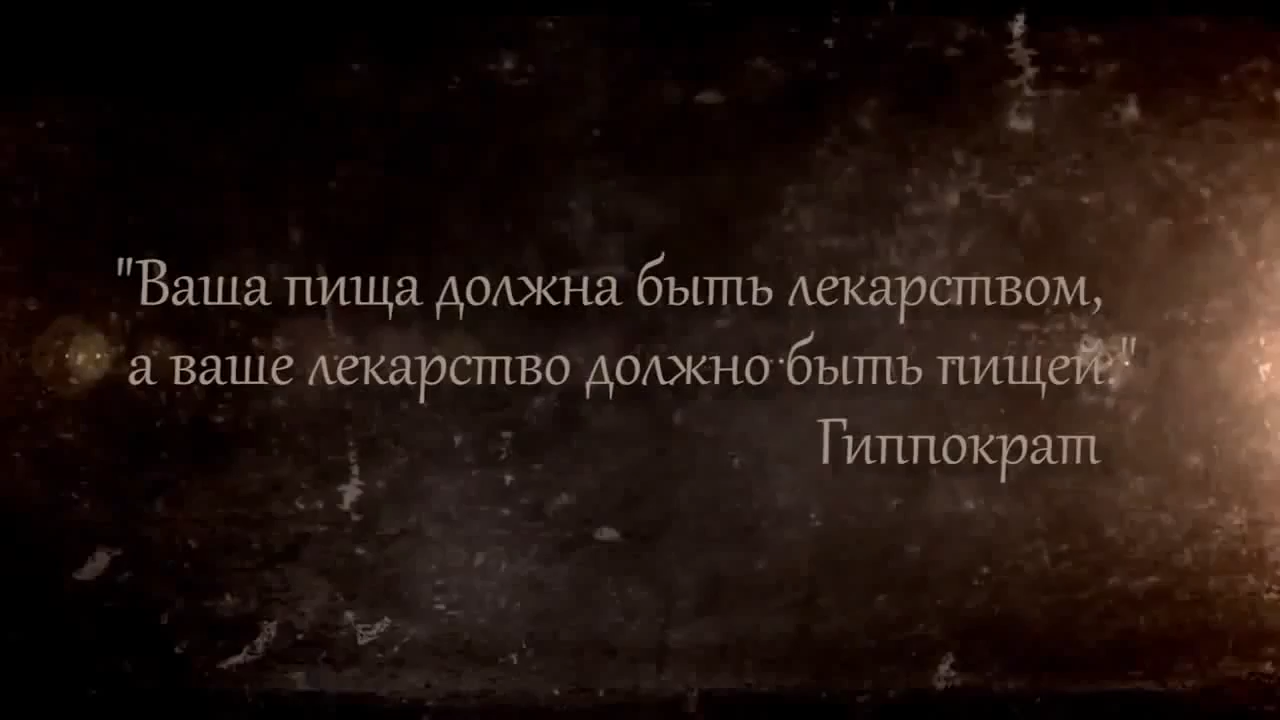 "Ваша пища должна быть лекарством,
а ваше лекарство должно быть пищей."
Гиппократ